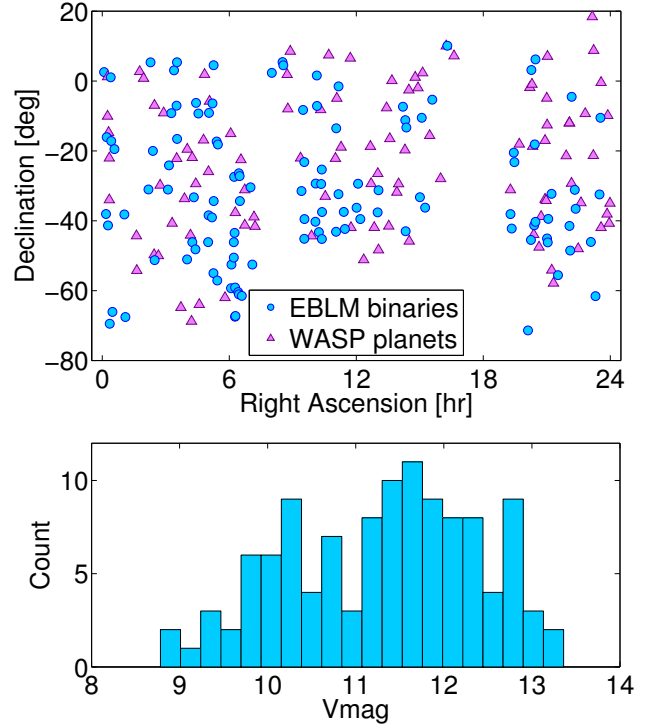 20
0
−20
−40
−60
−80
Declination [deg]
EBLM binaries
WASP planets
0 6 12 18 24
Right Ascension [hr]
10
5
0
Count
8 9 10 11 12 13 14
Vmag